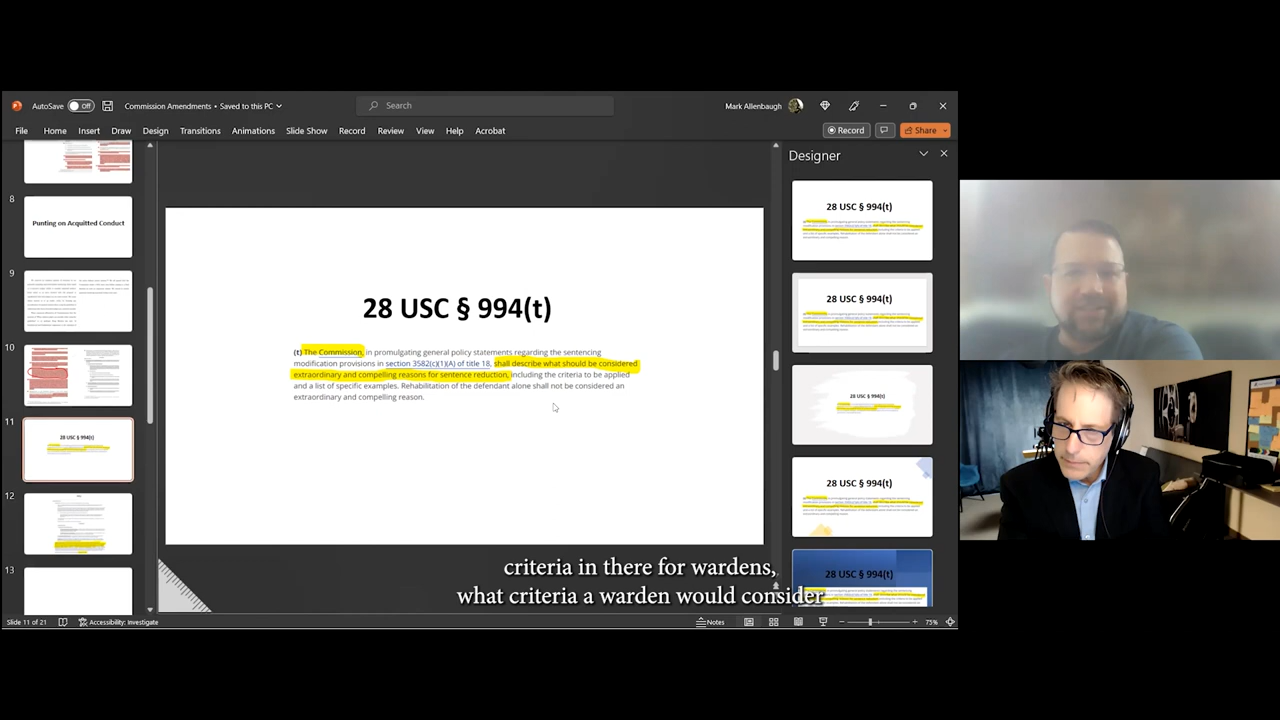 AutoSave Off Commission Amendments • Saved to this PC Search Mark Allenbaugh
File Home Insert Draw Design Transitions Animations Slide Show Record Review View Help Acrobat Record Share
Designer
8
Punting on Acquitted Conduct
9
10
11
28 USC § 994(t)
12
13
28 USC § 994(t)
(t) The Commission, in promulgating general policy statements regarding the sentencing
modification provisions in section 3582(c)(1)(A) of title 18, shall describe what should be considered
extraordinary and compelling reasons for sentence reduction, including the criteria to be applied
and a list of specific examples. Rehabilitation of the defendant alone shall not be considered an
extraordinary and compelling reason.
28 USC § 994(t)
28 USC § 994(t)
28 USC § 994(t)
28 USC § 994(t)
28 USC § 994(t)
criteria in there for wardens,
what criteria a warden would consider
Slide 11 of 21 Accessibility: Investigate Notes 75%